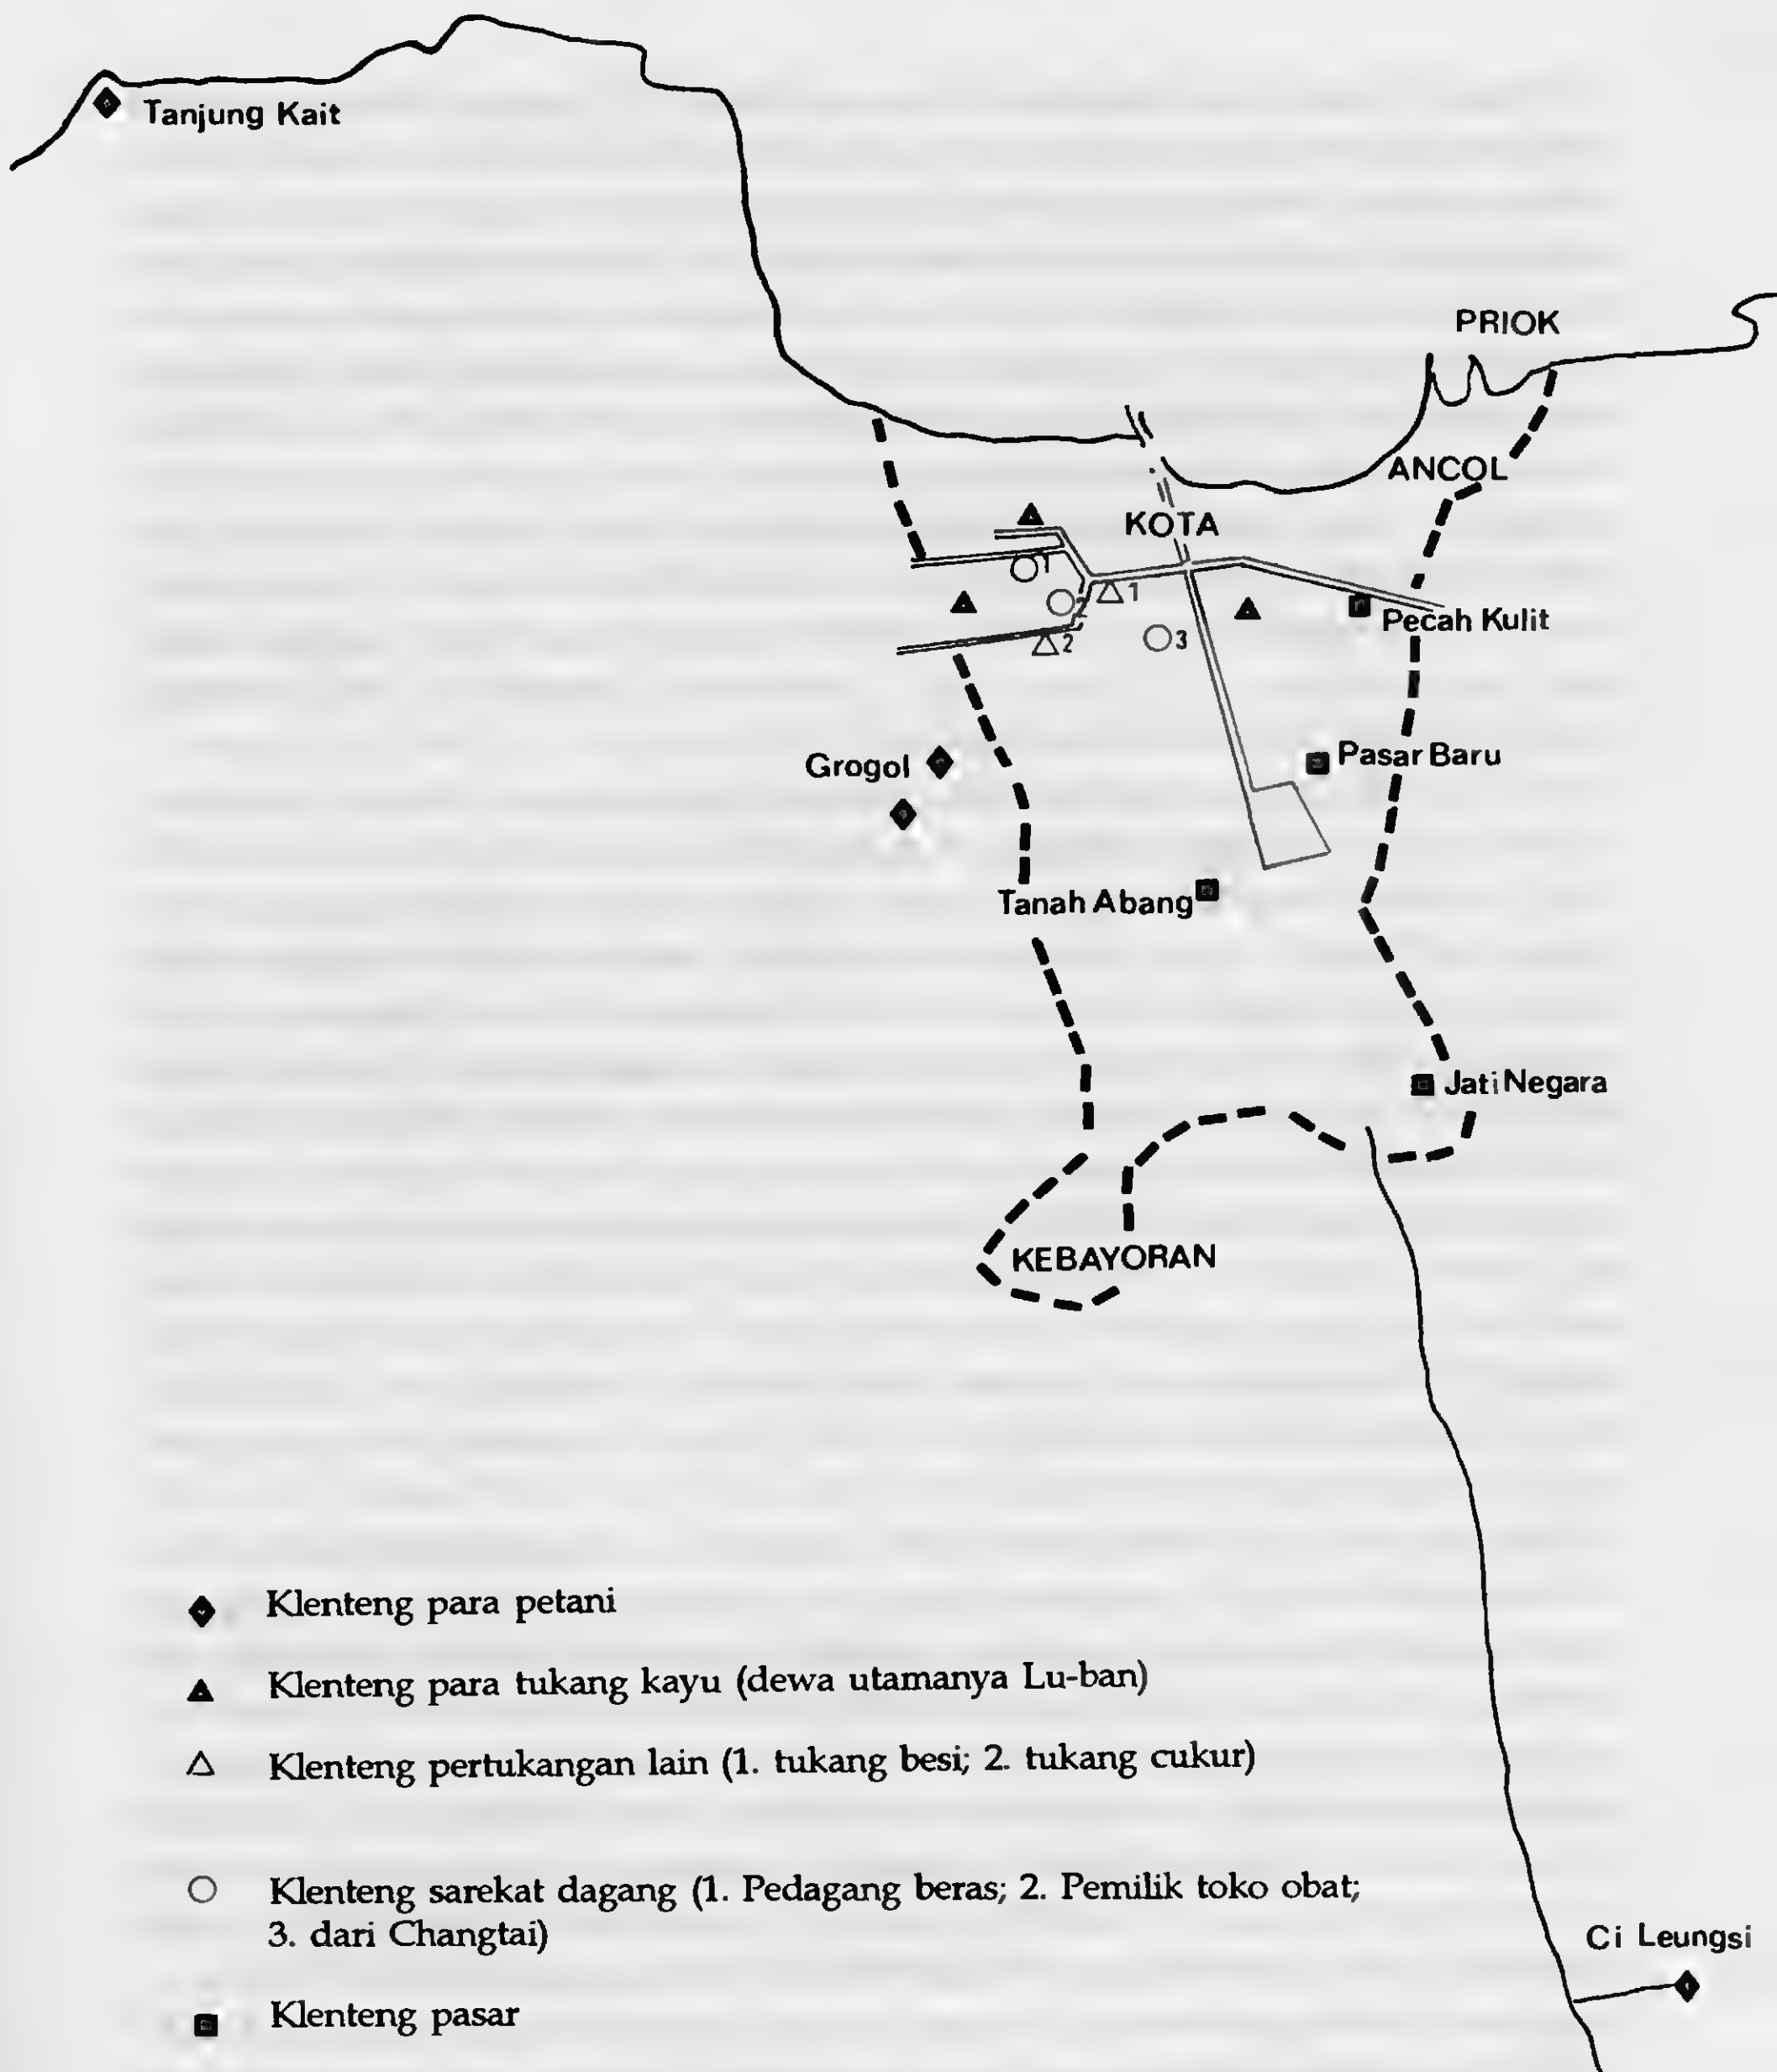 Tanjung Kait
PRIOK
ANCOL
KOTA
1
2
1
2
3
Pecah Kulit
Grogol
Pasar Baru
Tanah Abang
Jati Negara
KEBAYORAN
Klenteng para petani
Klenteng para tukang kayu (dewa utamanya Lu-ban)
Klenteng pertukangan lain (1. tukang besi; 2. tukang cukur)
Klenteng sarekat dagang (1. Pedagang beras; 2. Pemilik toko obat;
3. dari Changtai)
Ci Leungsi
Klenteng pasar